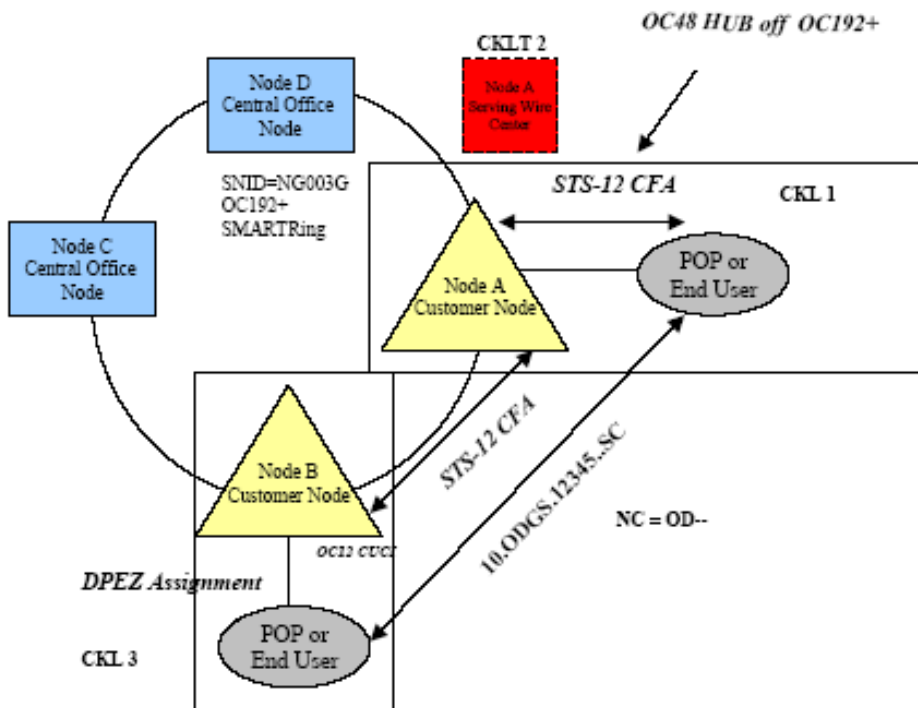 OC48 HUB off OC192+
CKLT 2
Node A
Serving Wire
Center
Node D
Central Office
Node
SNID=NG003G
OC192+
SMARTRing
STS-12 CFA
CKL 1
Node C
Central Office
Node
Node A
Customer Node
POP or
End User
STS-12 CFA
10.ODGS.12345..SC
Node B
Customer Node
NC = OD--
OC12 CUCI
DPEZ Assignment
POP or
End User
CKL 3